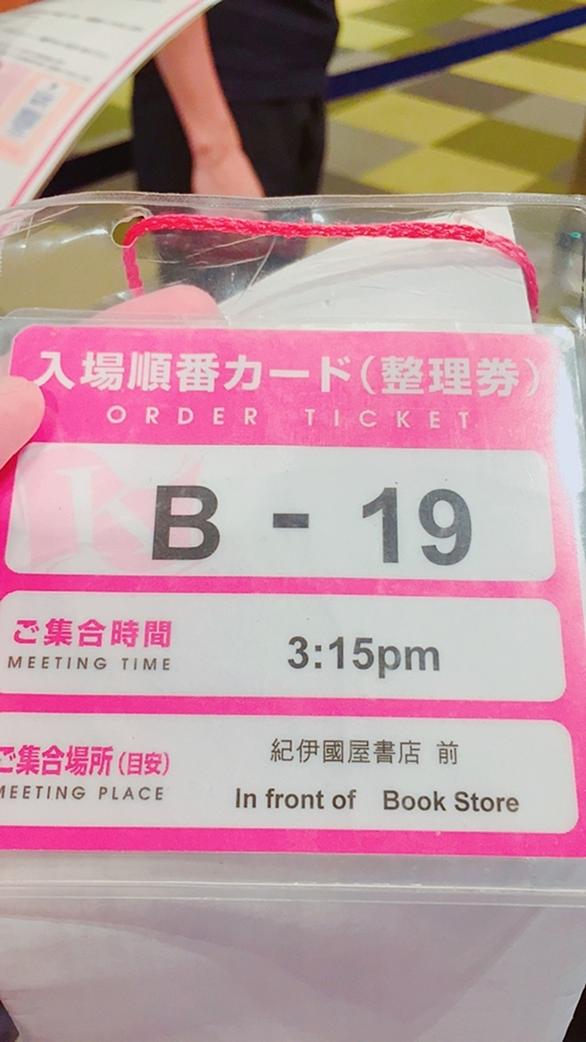 入場順番カード(整理券)
ORDER TICKET
B - 19
ご集合時間
MEETING TIME
3:15pm
ご集合場所(目安)
MEETING PLACE
紀伊國屋書店 前
In front of Book Store